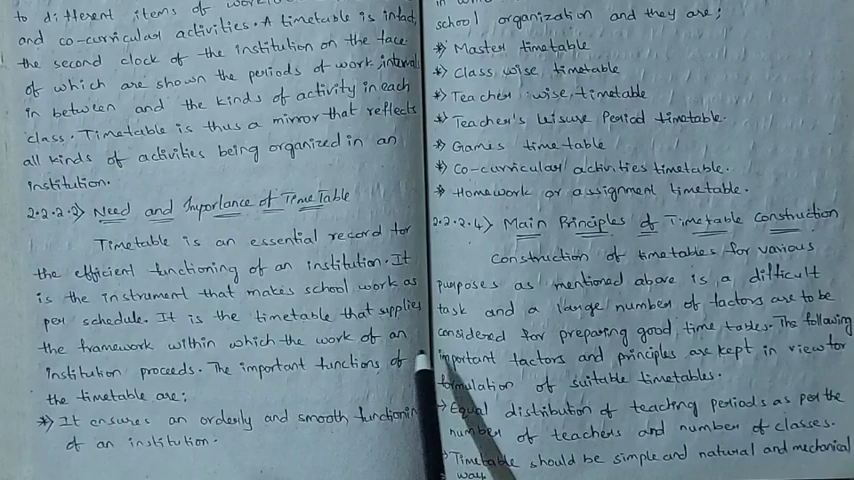 to different items of
and co-curricular activities. A timetable is infact,
the second clock of the institution on the face
of which are shown the periods of work, interval
in between and the kinds of activity in each
class. Timetable is thus a mirror that reflects
all kinds of activities being organized in an
institution.
2.2.2.3) Need and Importance of Time Table
Timetable is an essential record for
the efficient functioning of an institution. It
is the instrument that makes school work as
per schedule. It is the timetable that supplies
the framework within which the work of an
institution proceeds. The important functions of
the timetable are:
*) It ensures an orderly and smooth functionin
of an institution.
school organization and they are;
*) Master timetable
*) Class wise timetable
*) Teacher wise timetable
*) Teacher's leisure Period timetable.
*) Games time table
*) Co-curricular activities timetable.
*) Homework or assignment timetable.
2.2.2.4) Main Principles of Timetable Construction
Construction of timetables for various
purposes as mentioned above is a difficult
task and a large number of factors are to be
considered for preparing good time tables. The following
important factors and principles are kept in view for
formulation of suitable timetables.
→ Equal distribution of teaching periods as per the
number of teachers and number of classes.
→ Timetable should be simple and natural and mechanical
way.